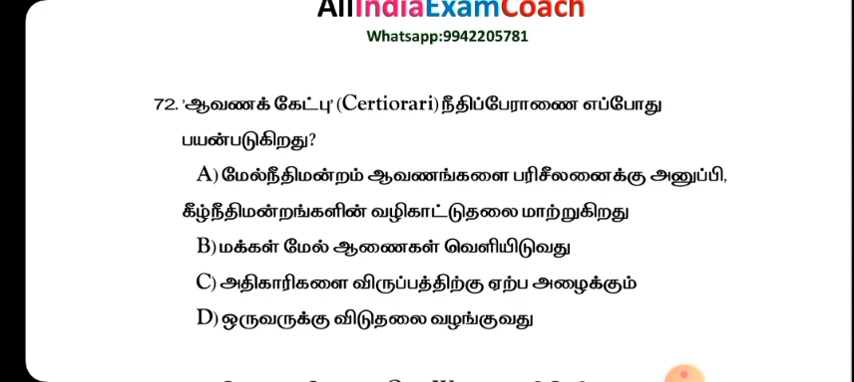 AllIndiaExamCoach
Whatsapp:9942205781
72. 'ஆவணக் கேட்பு' (Certiorari) நீதிப்பேராணை எப்போது
பயன்படுகிறது?
A) மேல்நீதிமன்றம் ஆவணங்களை பரிசீலனைக்கு அனுப்பி,
கீழ்நீதிமன்றங்களின் வழிகாட்டுதலை மாற்றுகிறது
B) மக்கள் மேல் ஆணைகள் வெளியிடுவது
C) அதிகாரிகளை விருப்பத்திற்கு ஏற்ப அழைக்கும்
D) ஒருவருக்கு விடுதலை வழங்குவது